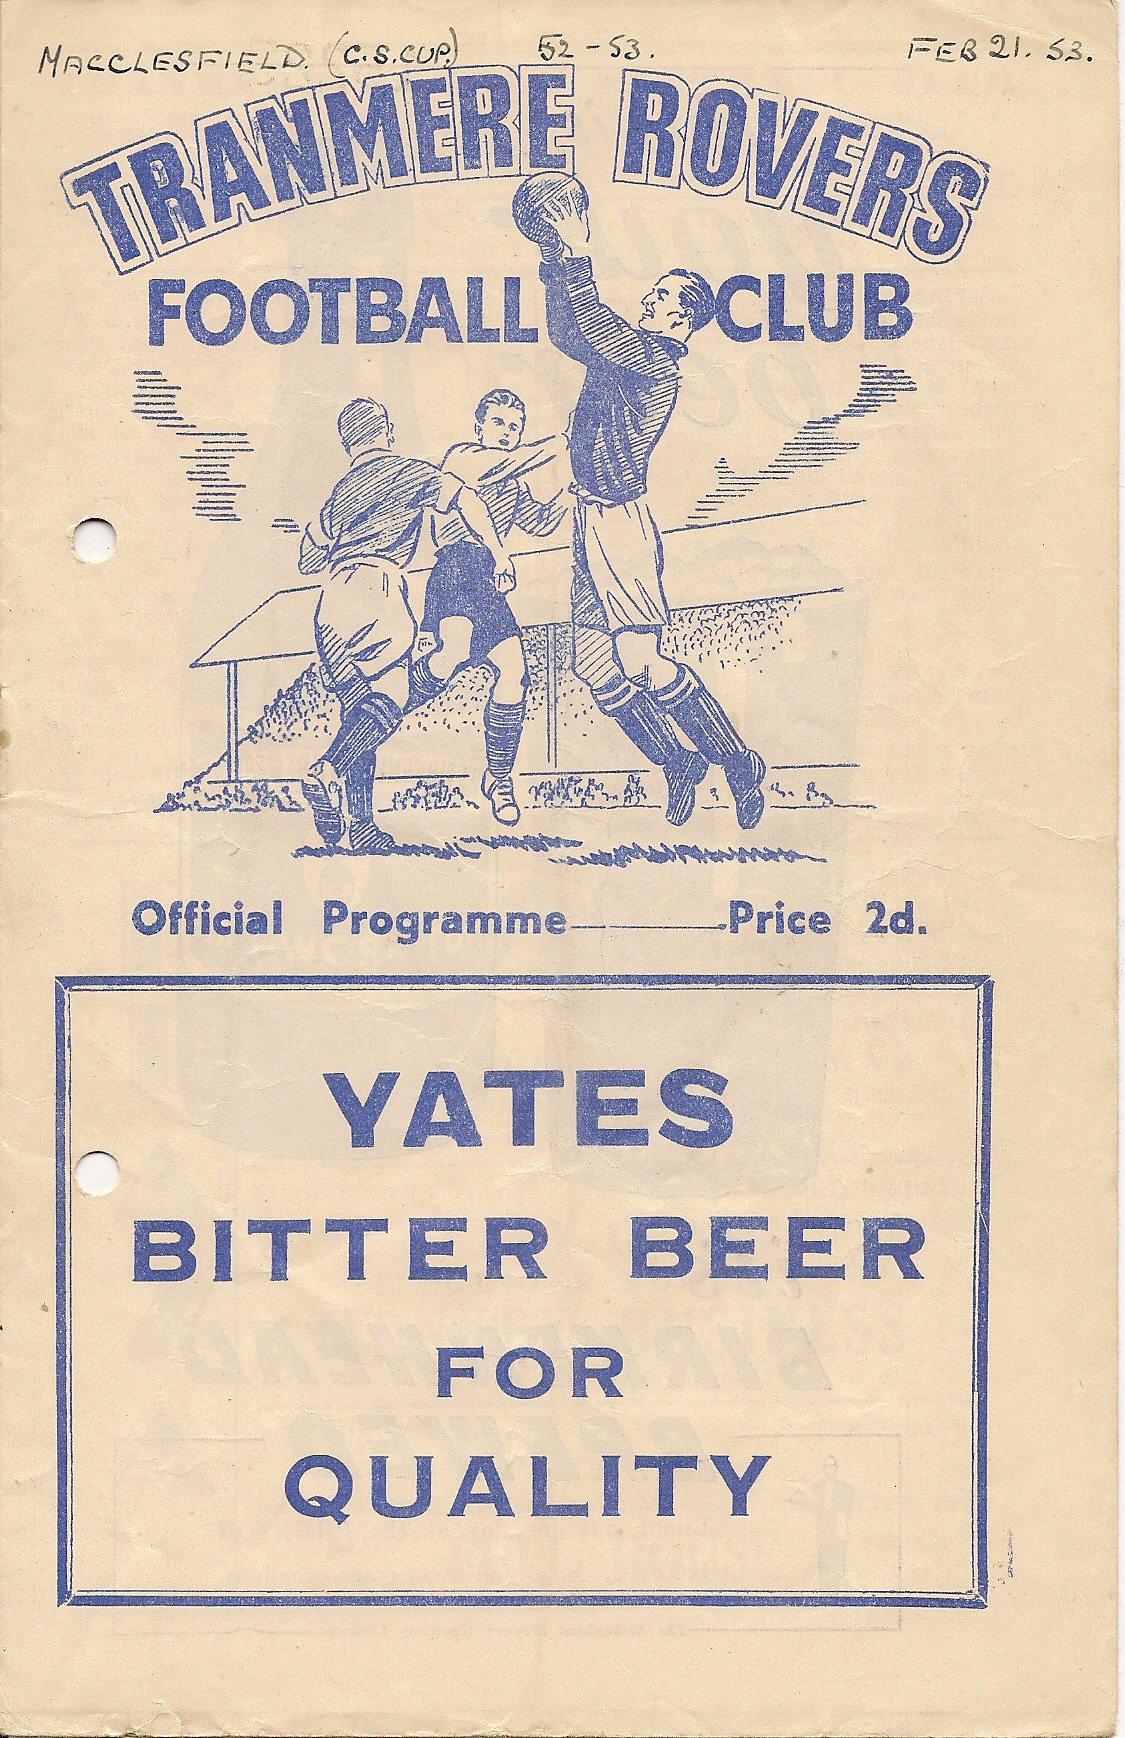 MACCLESFIELD. (C.S.CUP.) 52-53. FEB 21. 53.
TRANMERE ROVERS
FOOTBALL CLUB
Official Programme Price 2d.
YATES
BITTER BEER
FOR
QUALITY